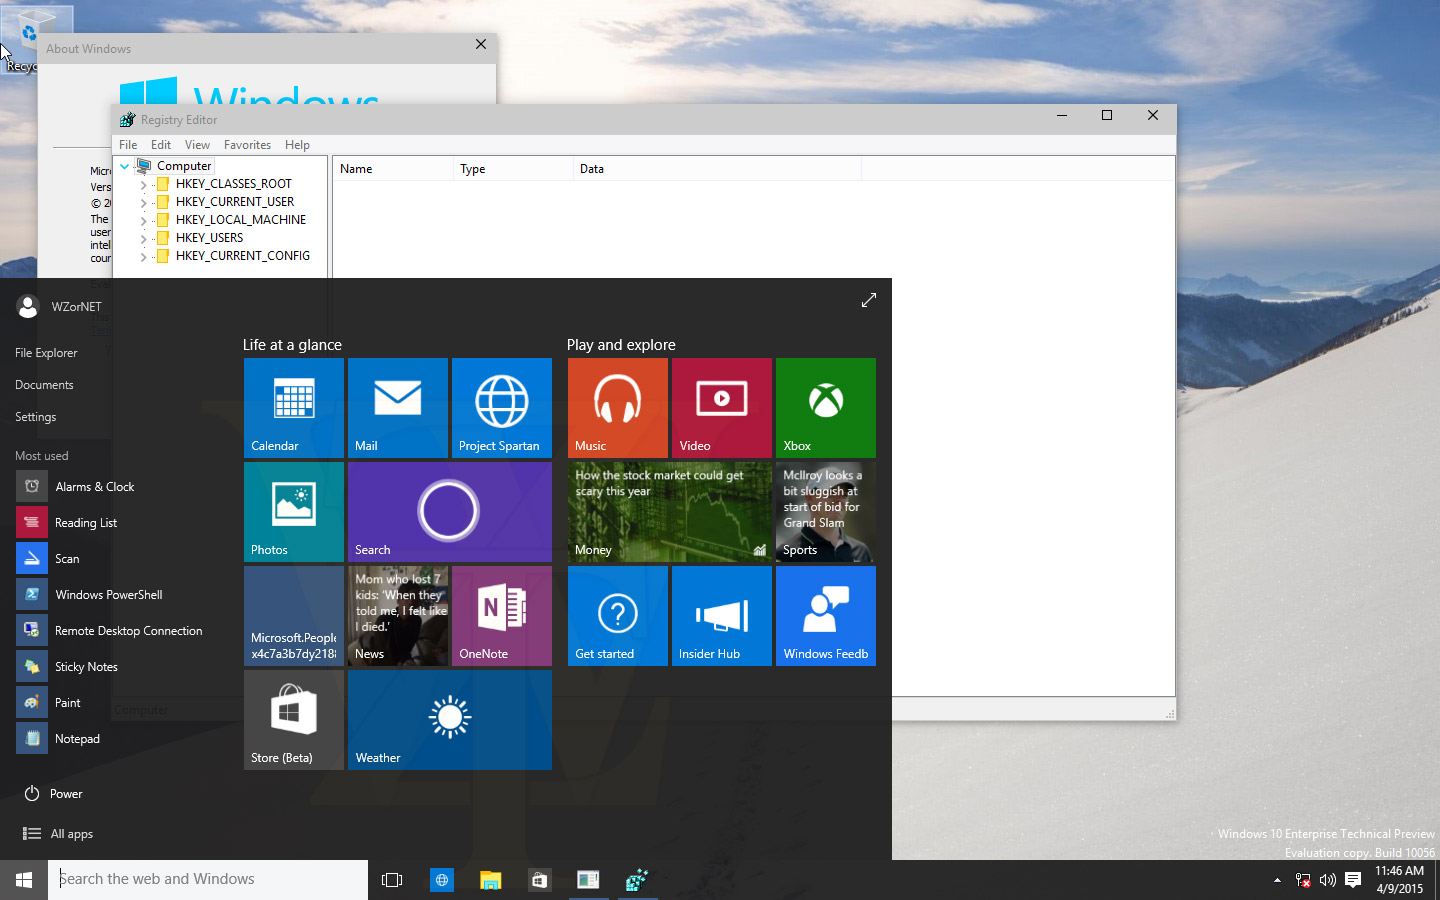 Recyc
About Windows
Windows
Registry Editor
File Edit View Favorites Help
Computer
HKEY_CLASSES_ROOT
HKEY_CURRENT_USER
HKEY_LOCAL_MACHINE
HKEY_USERS
HKEY_CURRENT_CONFIG
Name Type Data
Micr
Vers
© 20
The
user
intel
cour
WZorNET
File Explorer
Documents
Settings
Most used
Alarms & Clock
Reading List
Scan
Windows PowerShell
Remote Desktop Connection
Sticky Notes
Paint
Notepad
Power
All apps
Life at a glance
Calendar
Mail
Project Spartan
Photos
Search
Microsoft.People
x4c7a3b7dy2188
Mom who lost 7
kids: 'When they
told me, I felt like
I died.'
News
OneNote
Store (Beta)
Weather
Play and explore
Music
Video
Xbox
How the stock market could get
scary this year
Money
McIlroy looks a
bit sluggish at
start of bid for
Grand Slam
Sports
Get started
Insider Hub
Windows Feedb
Computer
Windows 10 Enterprise Technical Preview
Evaluation copy. Build 10056
Search the web and Windows
11:46 AM
4/9/2015